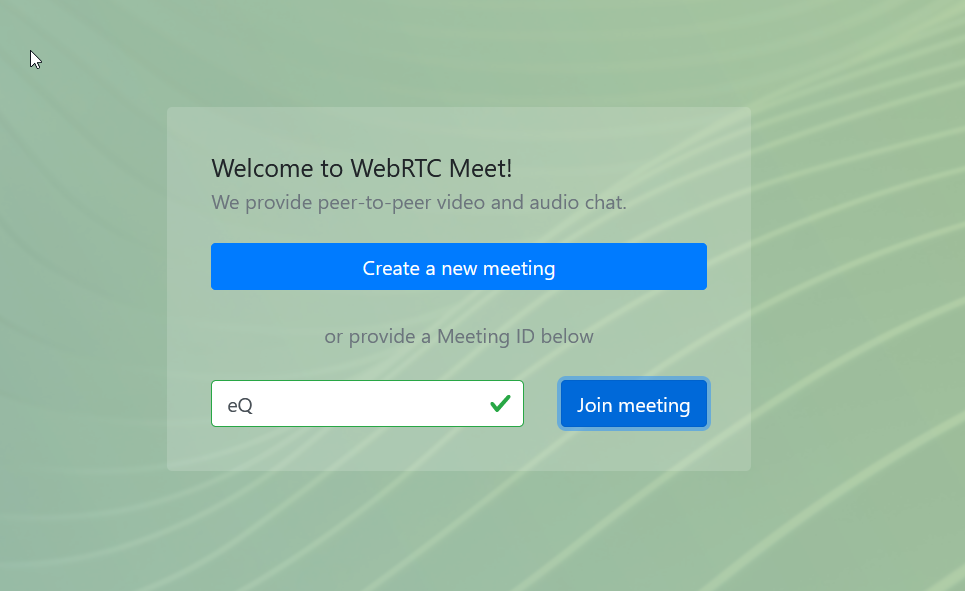 Welcome to WebRTC Meet!
We provide peer-to-peer video and audio chat.
Create a new meeting
or provide a Meeting ID below
eQ
Join meeting